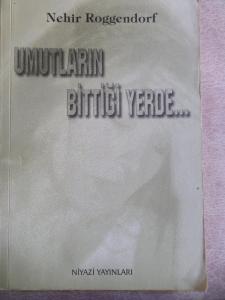 Nehir Roggendorf
UMUTLARIN
BİTTİĞİ YERDE...
NİYAZİ YAYINLARI